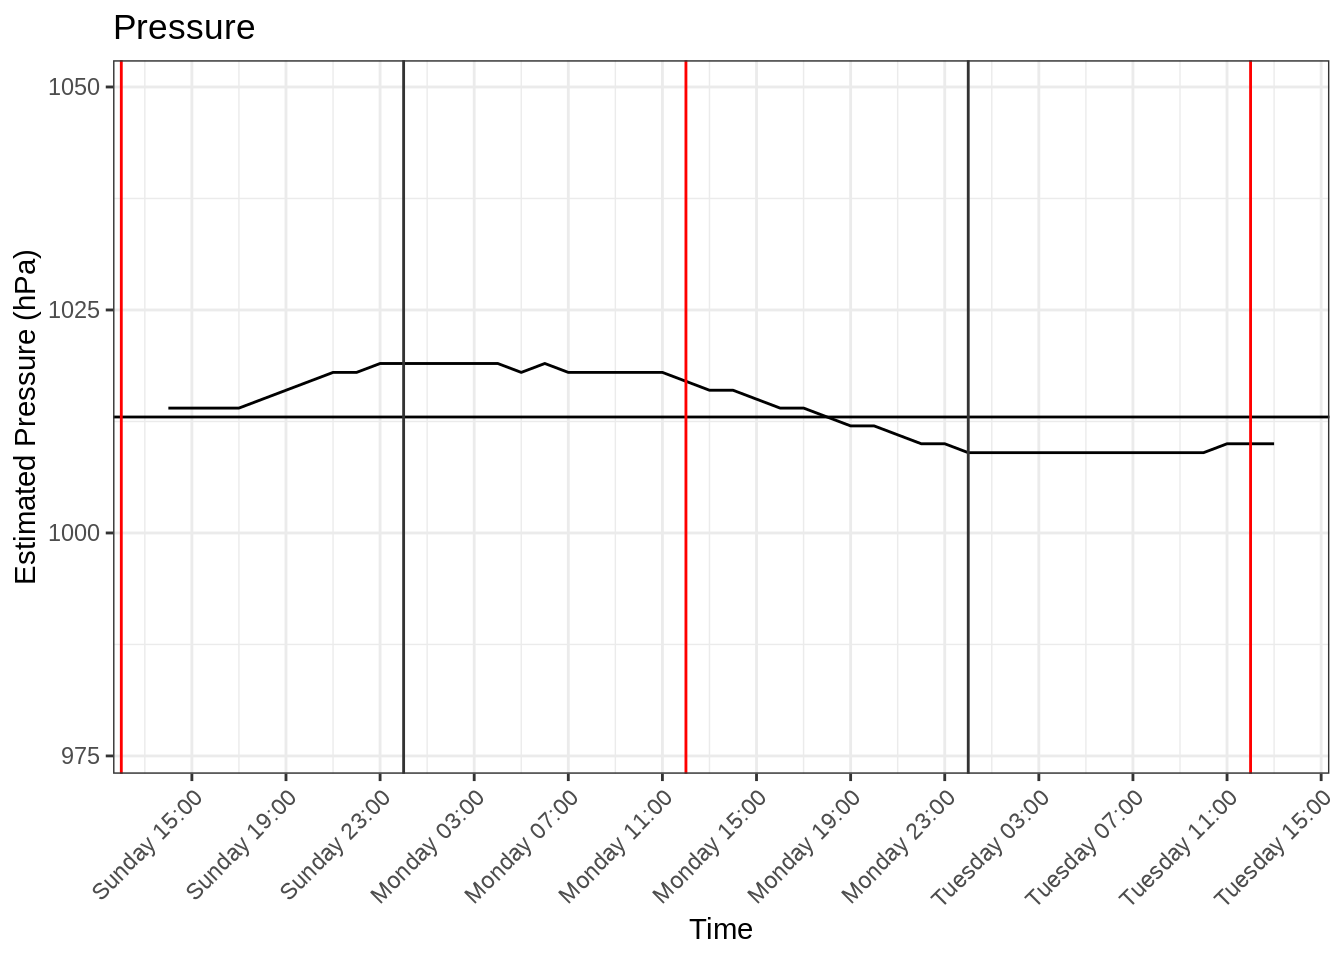 Pressure
Estimated Pressure (hPa)
1050
1025
1000
975
Sunday 15:00
Sunday 19:00
Sunday 23:00
Monday 03:00
Monday 07:00
Monday 11:00
Monday 15:00
Monday 19:00
Monday 23:00
Tuesday 03:00
Tuesday 07:00
Tuesday 11:00
Tuesday 15:00
Time